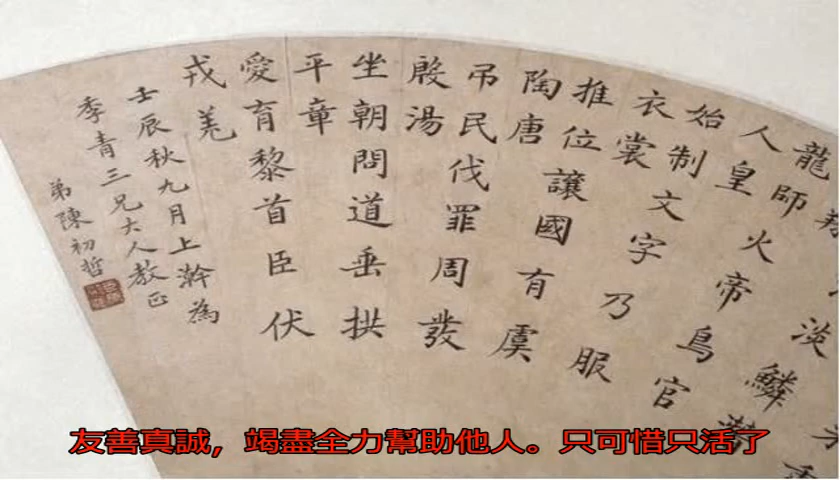 淡鱗潛
龍師火帝鳥官
人皇
始制文字乃服
衣裳
推位讓國有虞
陶唐
吊民伐罪周發
殷湯
坐朝問道垂拱
平章
愛育黎首臣伏
戎羌
壬辰秋九月上澣為
季青三兄大人教正
弟陳初哲
友善真誠，竭盡全力幫助他人。只可惜只活了